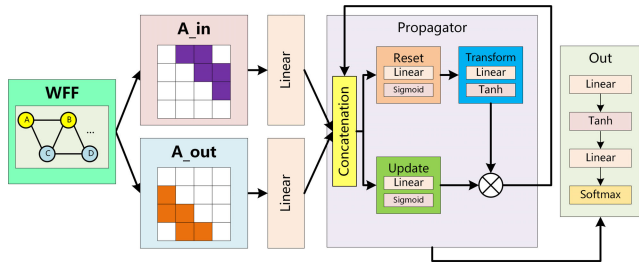 WFF
A
B
...
C
D
A_in
A_out
Linear
Linear
Propagator
Concatenation
Reset
Linear
Sigmoid
Transform
Linear
Tanh
Update
Linear
Sigmoid
Out
Linear
Tanh
Linear
Softmax